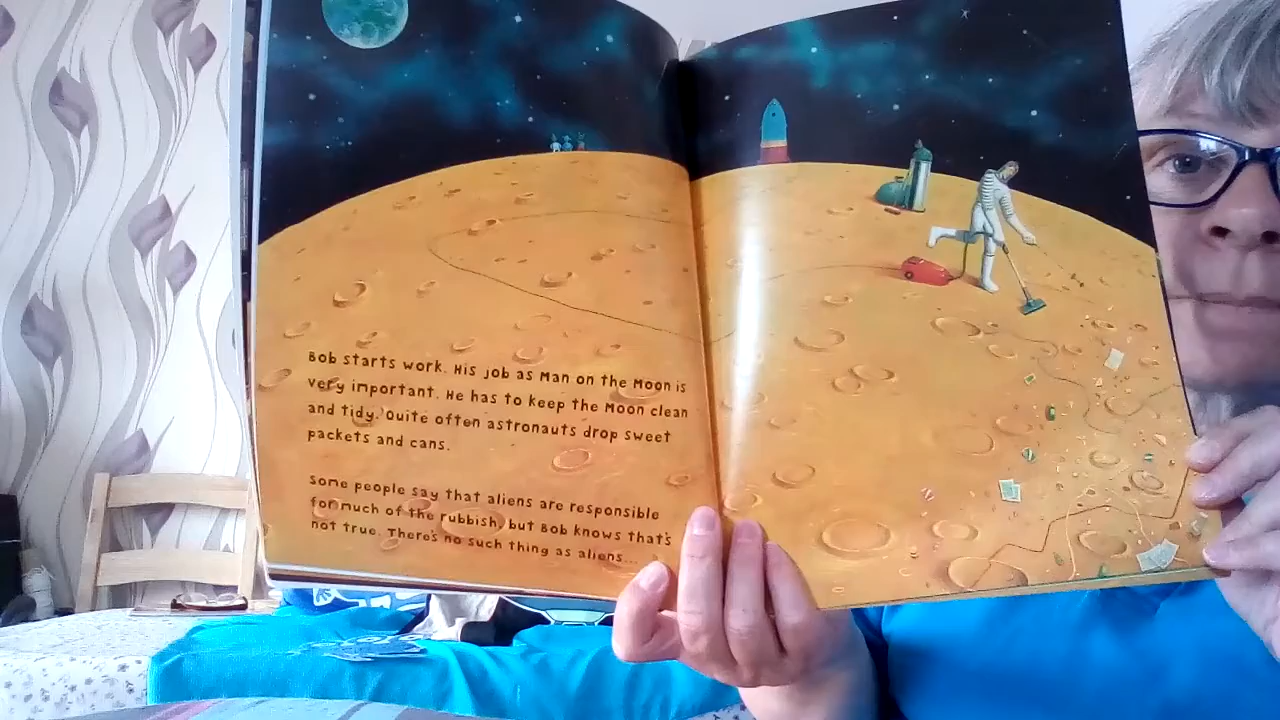 Bob starts work. His job as Man on the Moon is
very important. He has to keep the Moon clean
and tidy. Quite often astronauts drop sweet
packets and cans.
Some people say that aliens are responsible
for much of the rubbish, but Bob knows that's
not true. There's no such thing as aliens...